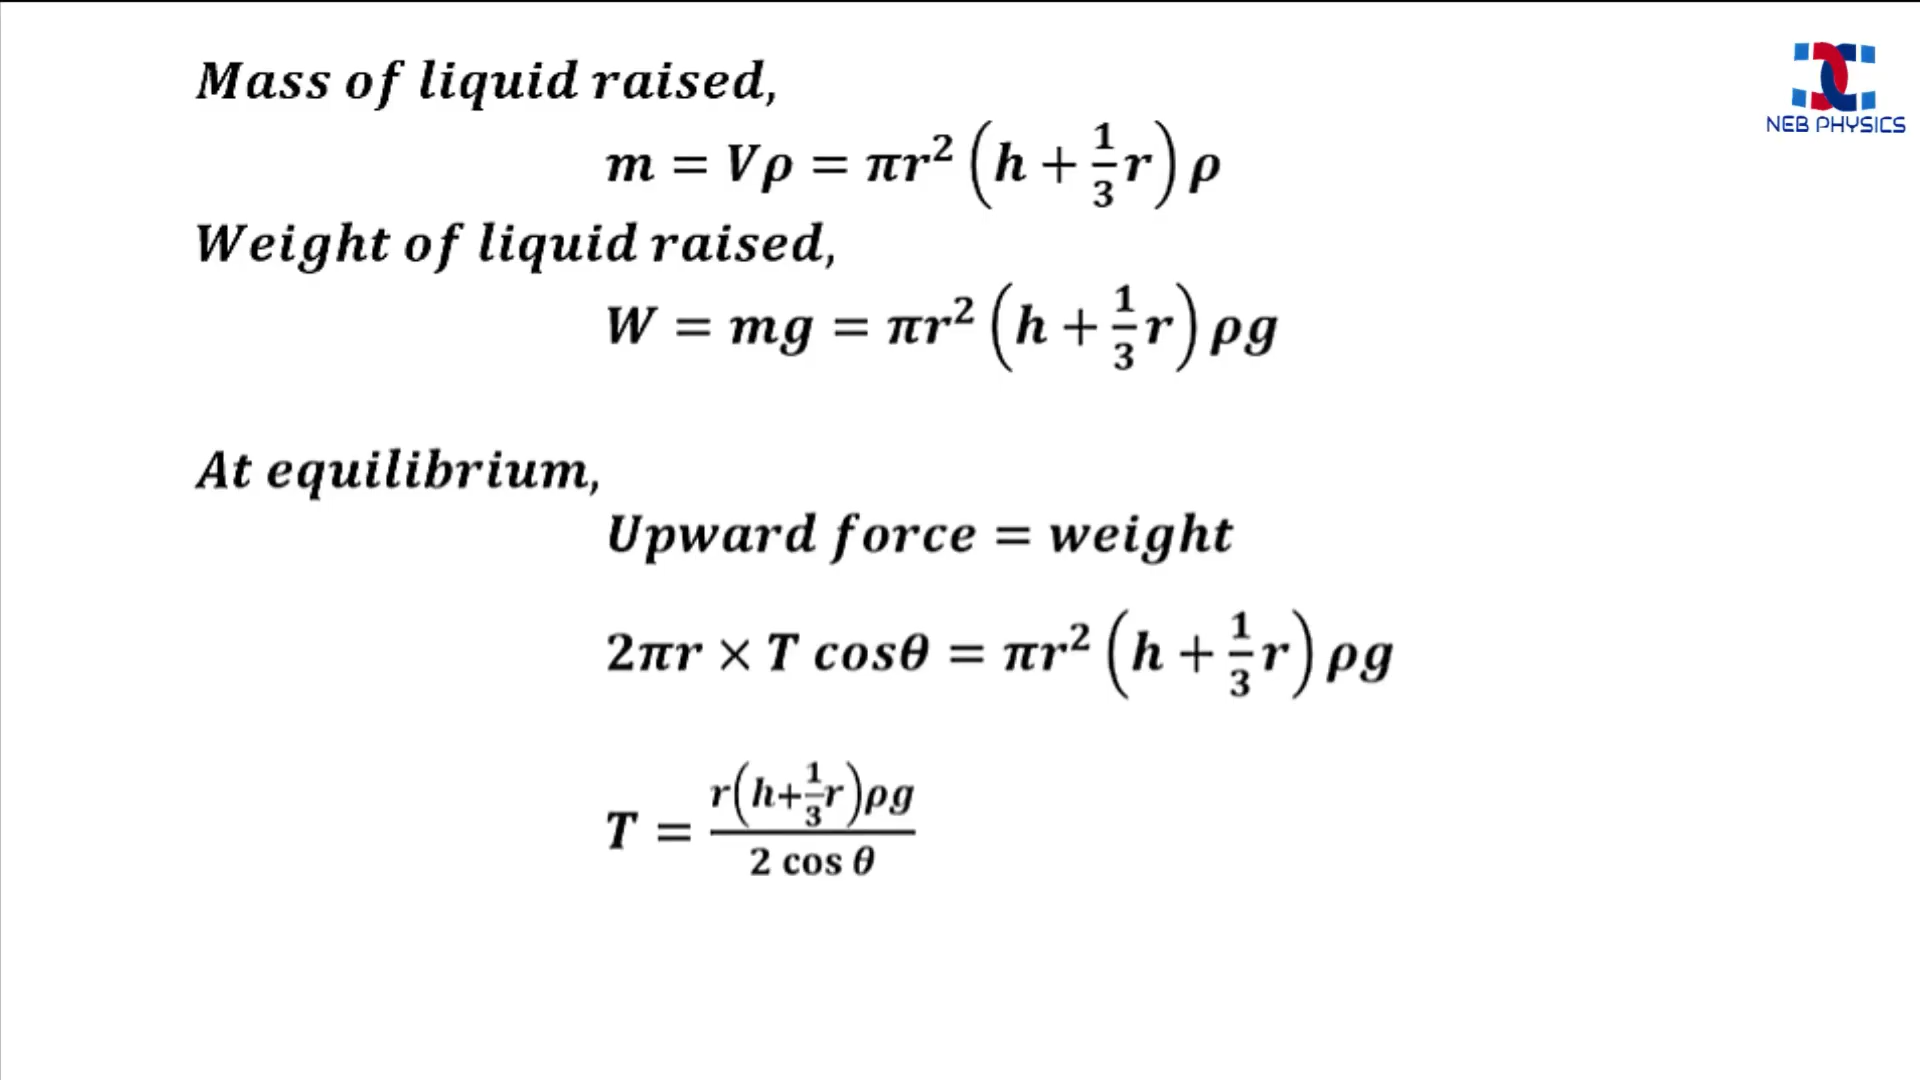 Mass of liquid raised,
NEB PHYSICS
m = Vρ = πr² (h + 1/3 r) ρ
Weight of liquid raised,
W = mg = πr² (h + 1/3 r) ρg
At equilibrium,
Upward force = weight
2πr × T cosθ = πr² (h + 1/3 r) ρg
T = r(h+1/3 r)ρg / 2 cos θ